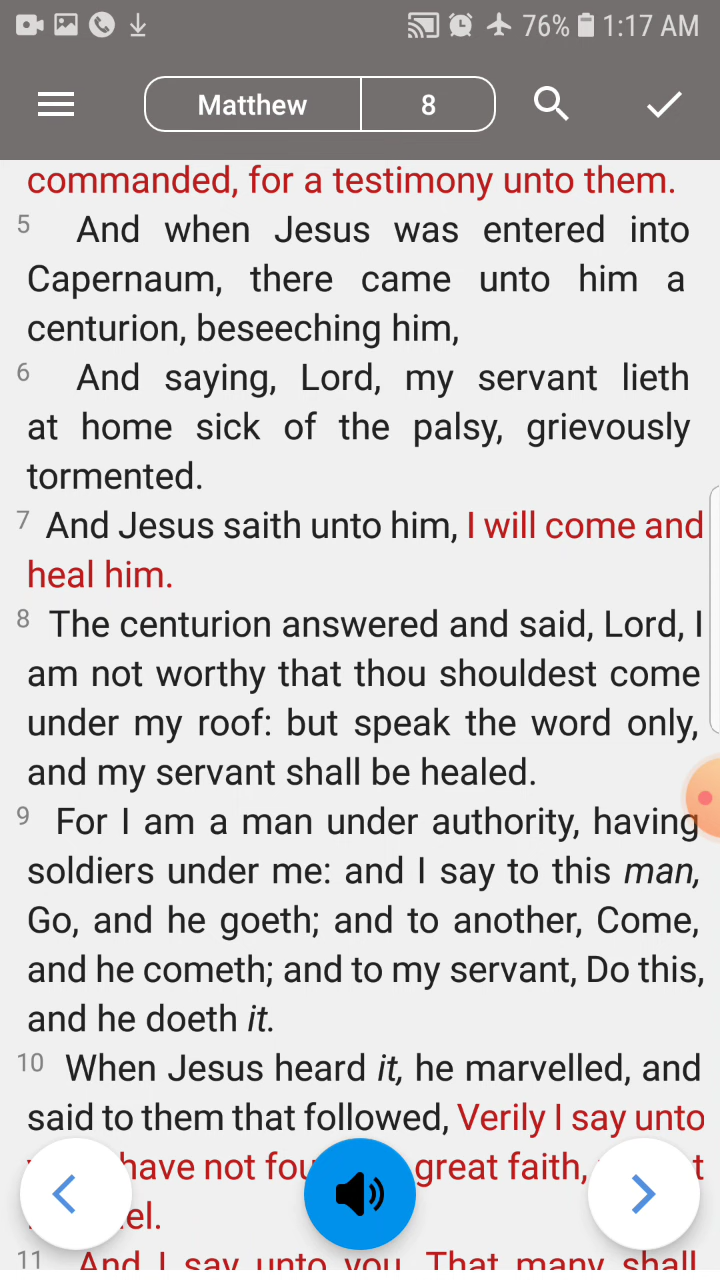 76% 1:17 AM
Matthew 8
commanded, for a testimony unto them.
5 And when Jesus was entered into
Capernaum, there came unto him a
centurion, beseeching him,
6 And saying, Lord, my servant lieth
at home sick of the palsy, grievously
tormented.
7 And Jesus saith unto him, I will come and
heal him.
8 The centurion answered and said, Lord, I
am not worthy that thou shouldest come
under my roof: but speak the word only,
and my servant shall be healed.
9 For I am a man under authority, having
soldiers under me: and I say to this man,
Go, and he goeth; and to another, Come,
and he cometh; and to my servant, Do this,
and he doeth it.
10 When Jesus heard it, he marvelled, and
said to them that followed, Verily I say unto
have not great faith,
11 And I say unto you, That many shall